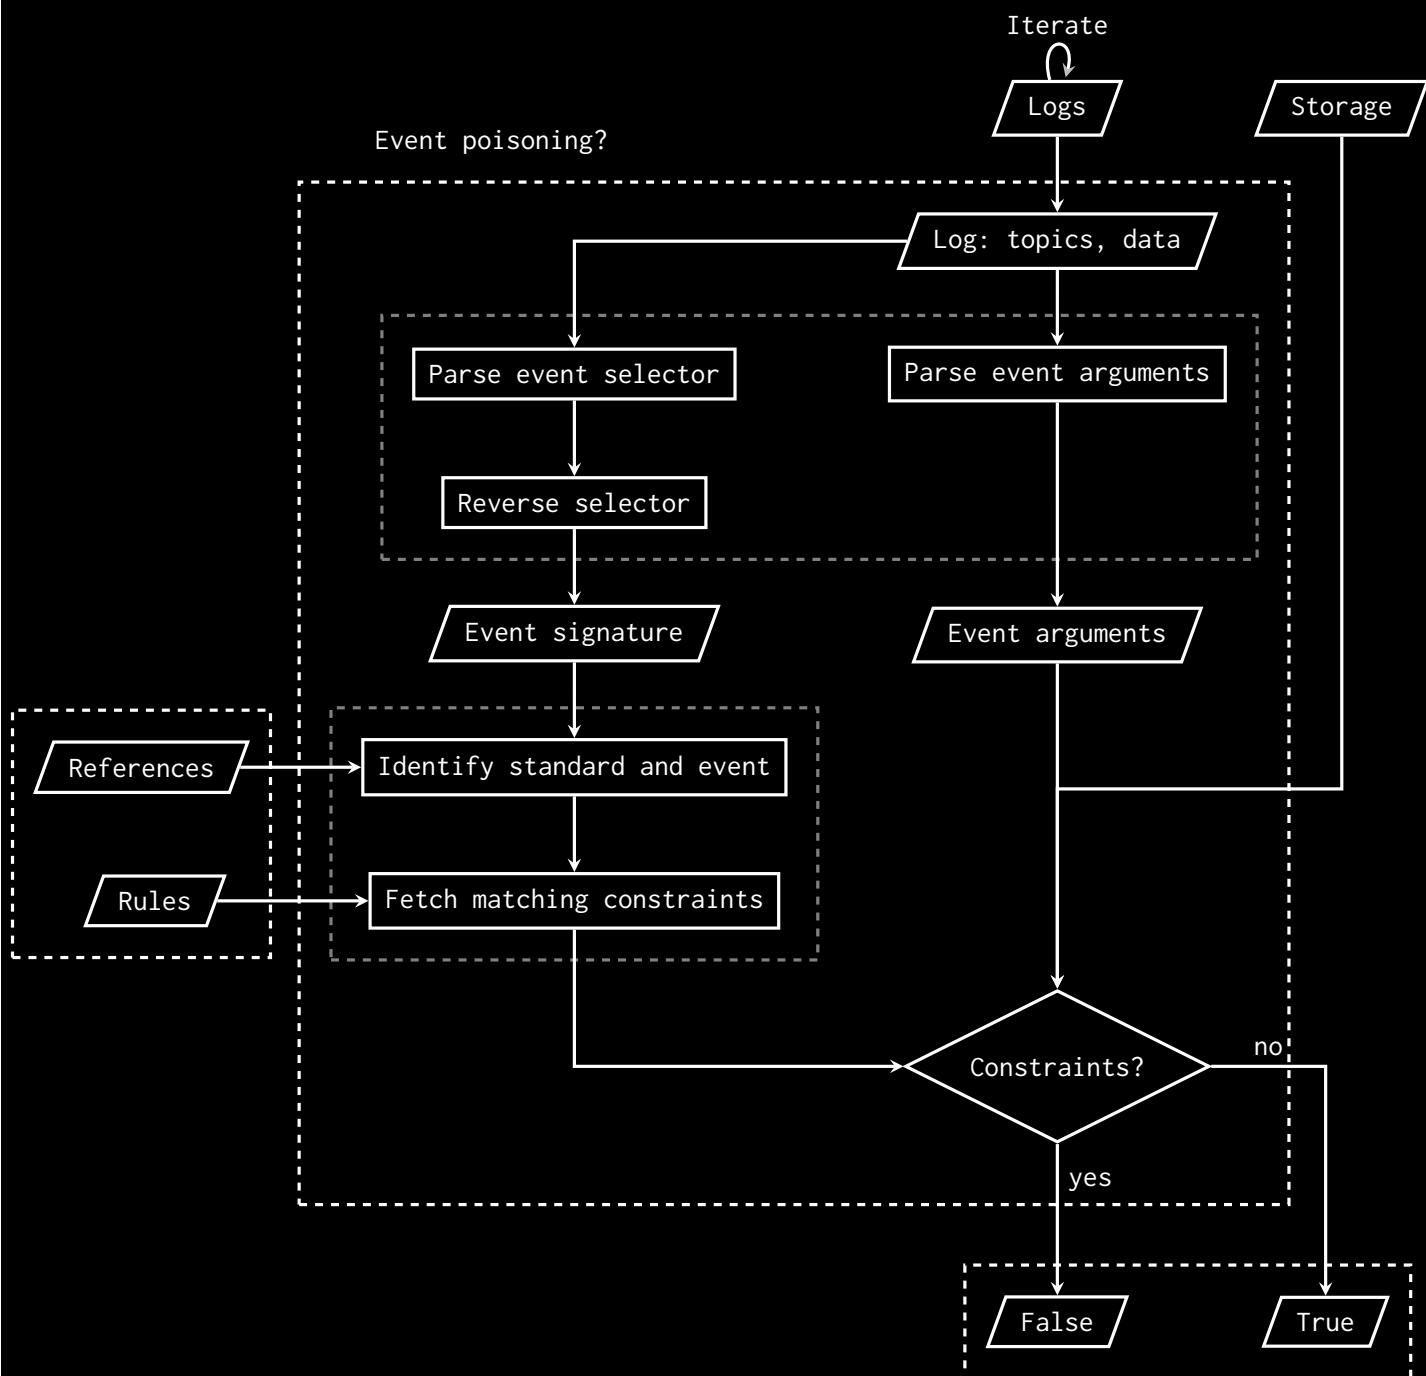 Iterate
Logs
Storage
Event poisoning?
Log: topics, data
Parse event selector
Parse event arguments
Reverse selector
Event signature
Event arguments
References
Identify standard and event
Rules
Fetch matching constraints
Constraints?
no
yes
False
True